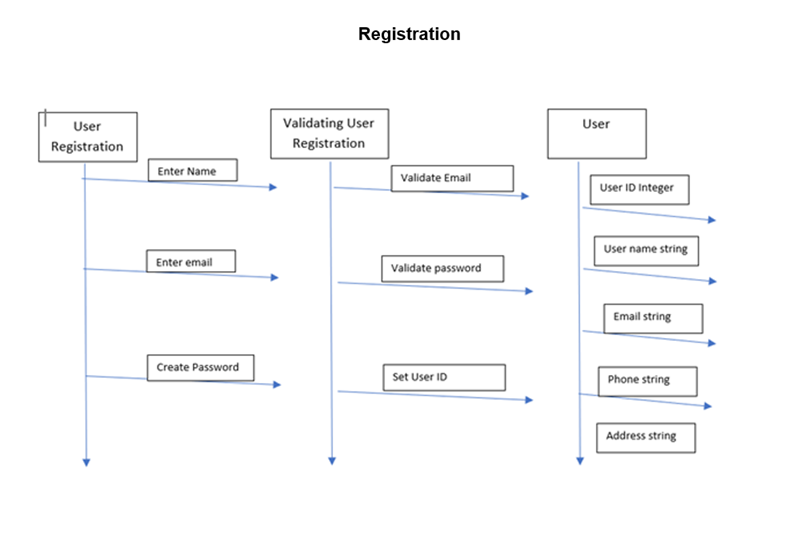 Registration
User
Registration
Validating User
Registration
User
Enter Name
Validate Email
User ID Integer
Enter email
Validate password
User name string
Email string
Create Password
Set User ID
Phone string
Address string